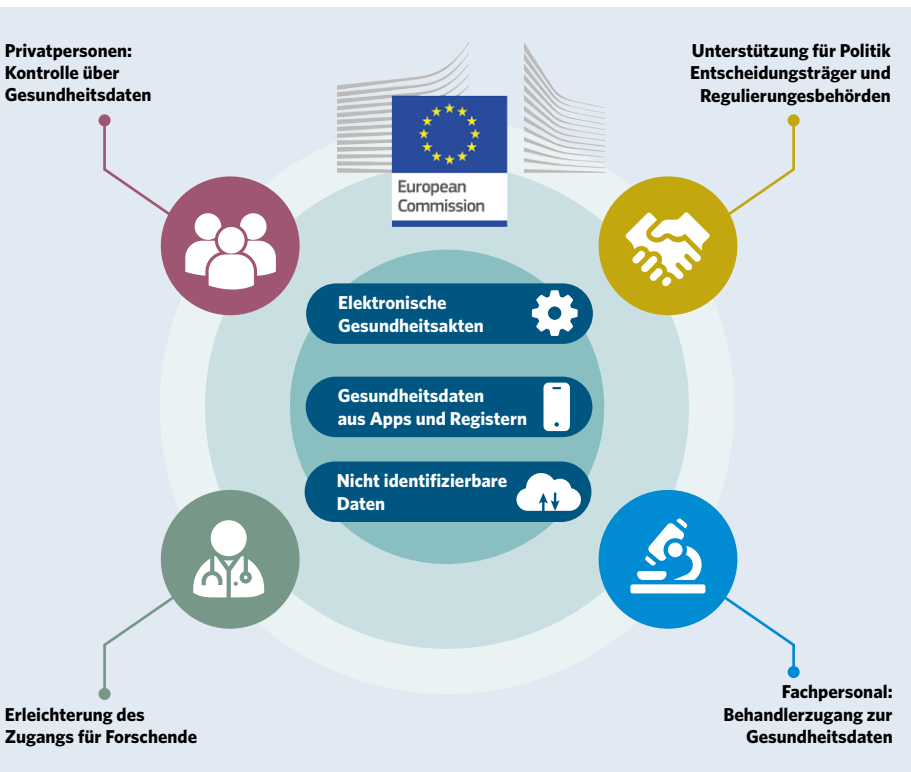 Privatpersonen:
Kontrolle über
Gesundheitsdaten
Unterstützung für Politik
Entscheidungsträger und
Regulierungesbehörden
European
Commission
Elektronische
Gesundheitsakten
Gesundheitsdaten
aus Apps und Registern
Nicht identifizierbare
Daten
Erleichterung des
Zugangs für Forschende
Fachpersonal:
Behandlerzugang zur
Gesundheitsdaten